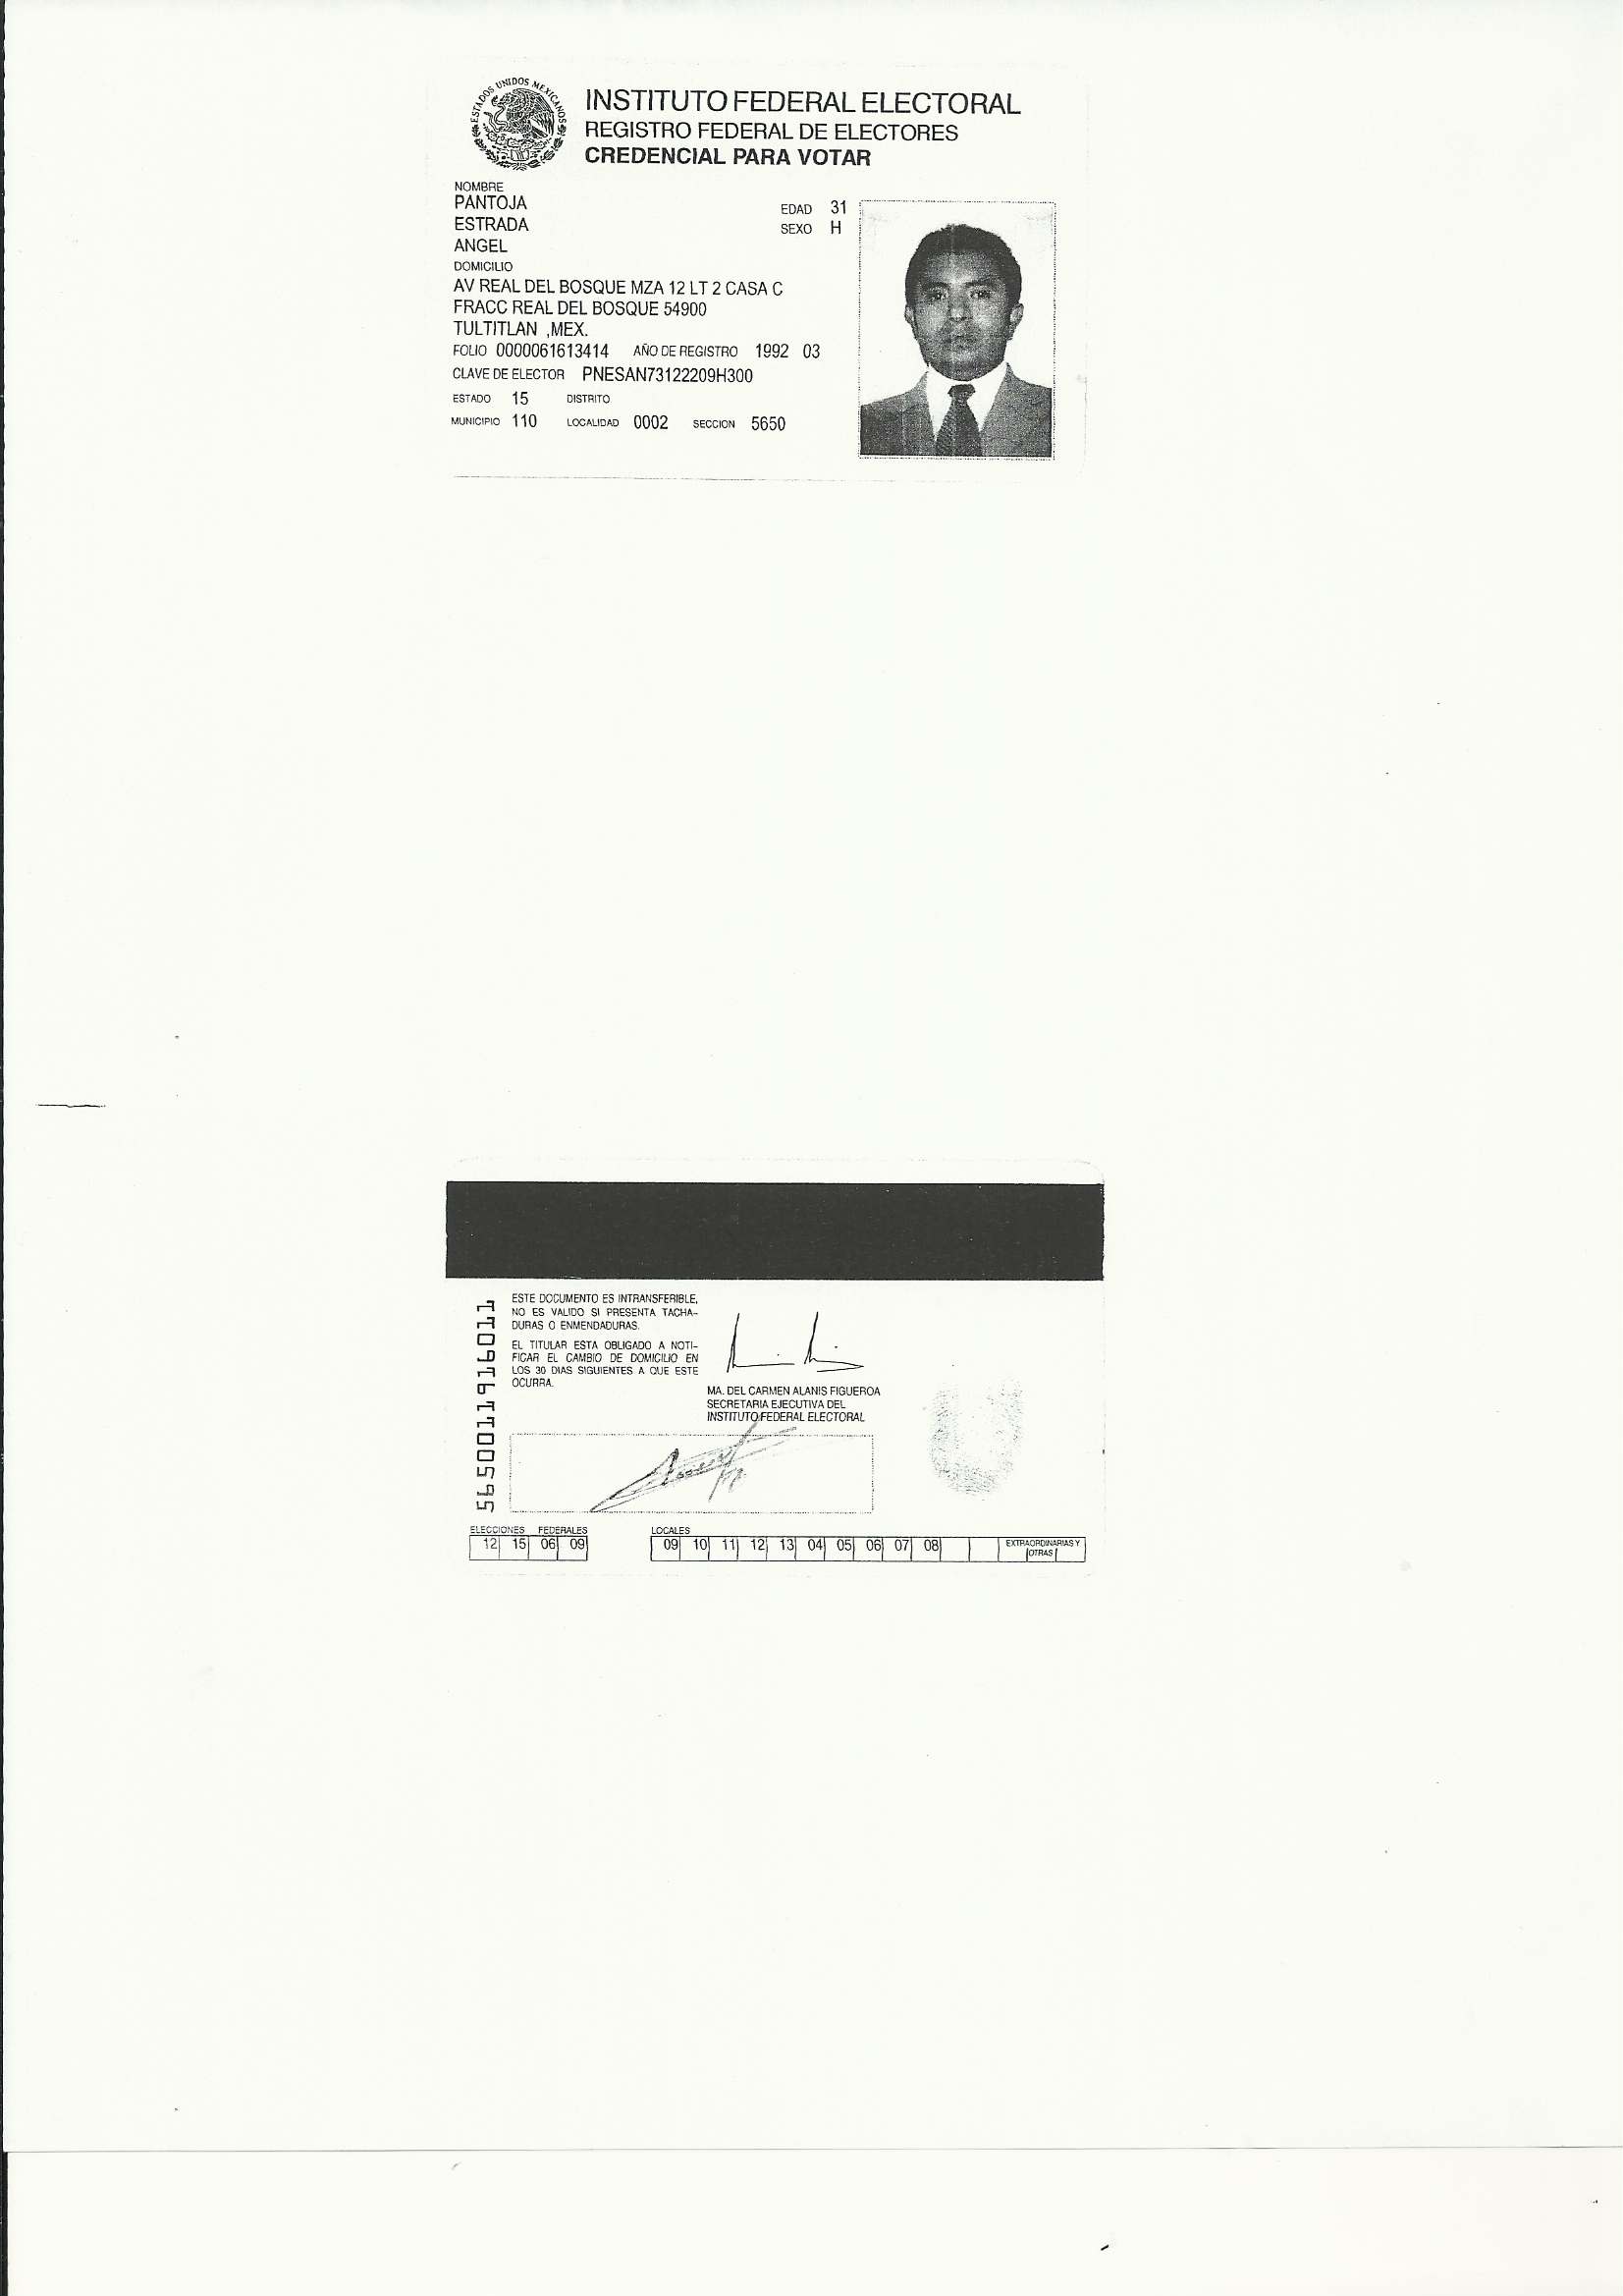 ESTADOS UNIDOS MEXICANOS
INSTITUTO FEDERAL ELECTORAL
REGISTRO FEDERAL DE ELECTORES
CREDENCIAL PARA VOTAR
NOMBRE
PANTOJA
ESTRADA
ANGEL
EDAD 31
SEXO H
DOMICILIO
AV REAL DEL BOSQUE MZA 12 LT 2 CASA C
FRACC REAL DEL BOSQUE 54900
TULTITLAN ,MEX.
FOLIO 0000061613414 AÑO DE REGISTRO 1992 03
CLAVE DE ELECTOR PNESAN73122209H300
ESTADO 15 DISTRITO
MUNICIPIO 110 LOCALIDAD 0002 SECCION 5650
5650011916011
ESTE DOCUMENTO ES INTRANSFERIBLE,
NO ES VALIDO SI PRESENTA TACHA-
DURAS O ENMENDADURAS.
EL TITULAR ESTA OBLIGADO A NOTI-
FICAR EL CAMBIO DE DOMICILIO EN
LOS 30 DIAS SIGUIENTES A QUE ESTE
OCURRA.
MA. DEL CARMEN ALANIS FIGUEROA
SECRETARIA EJECUTIVA DEL
INSTITUTO FEDERAL ELECTORAL
ELECCIONES FEDERALES
12 15 06 09
LOCALES
09 10 11 12 13 04 05 06 07 08
EXTRAORDINARIAS Y
OTRAS